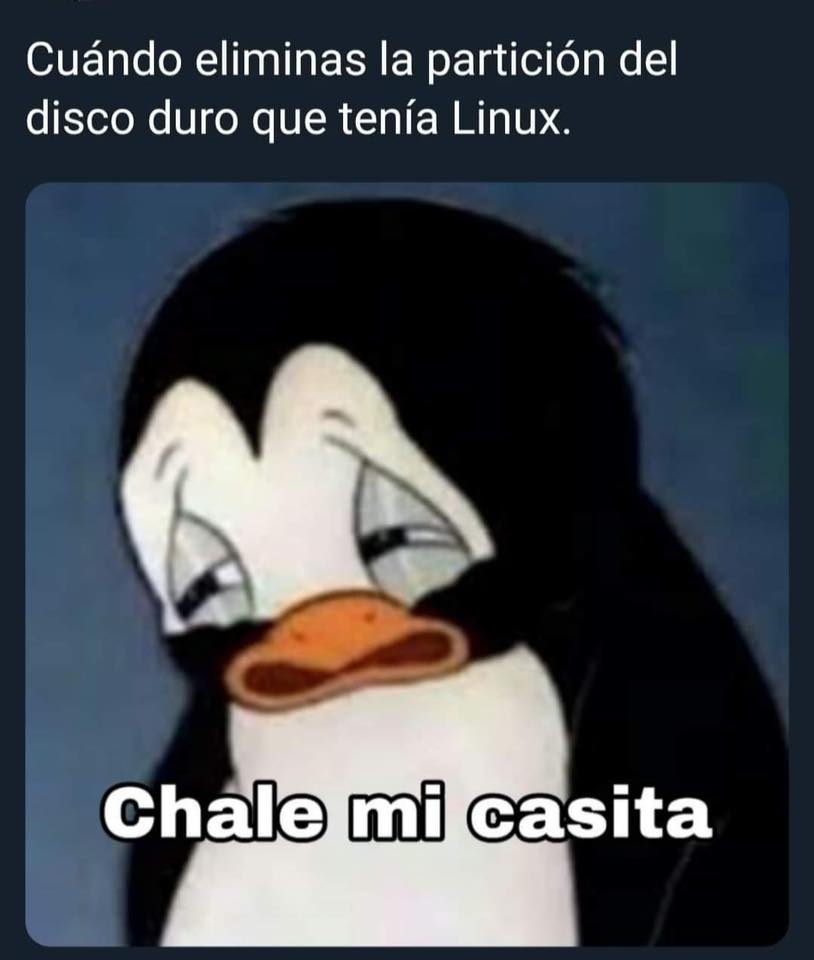 Cuándo eliminas la partición del
disco duro que tenía Linux.
Chale mi casita